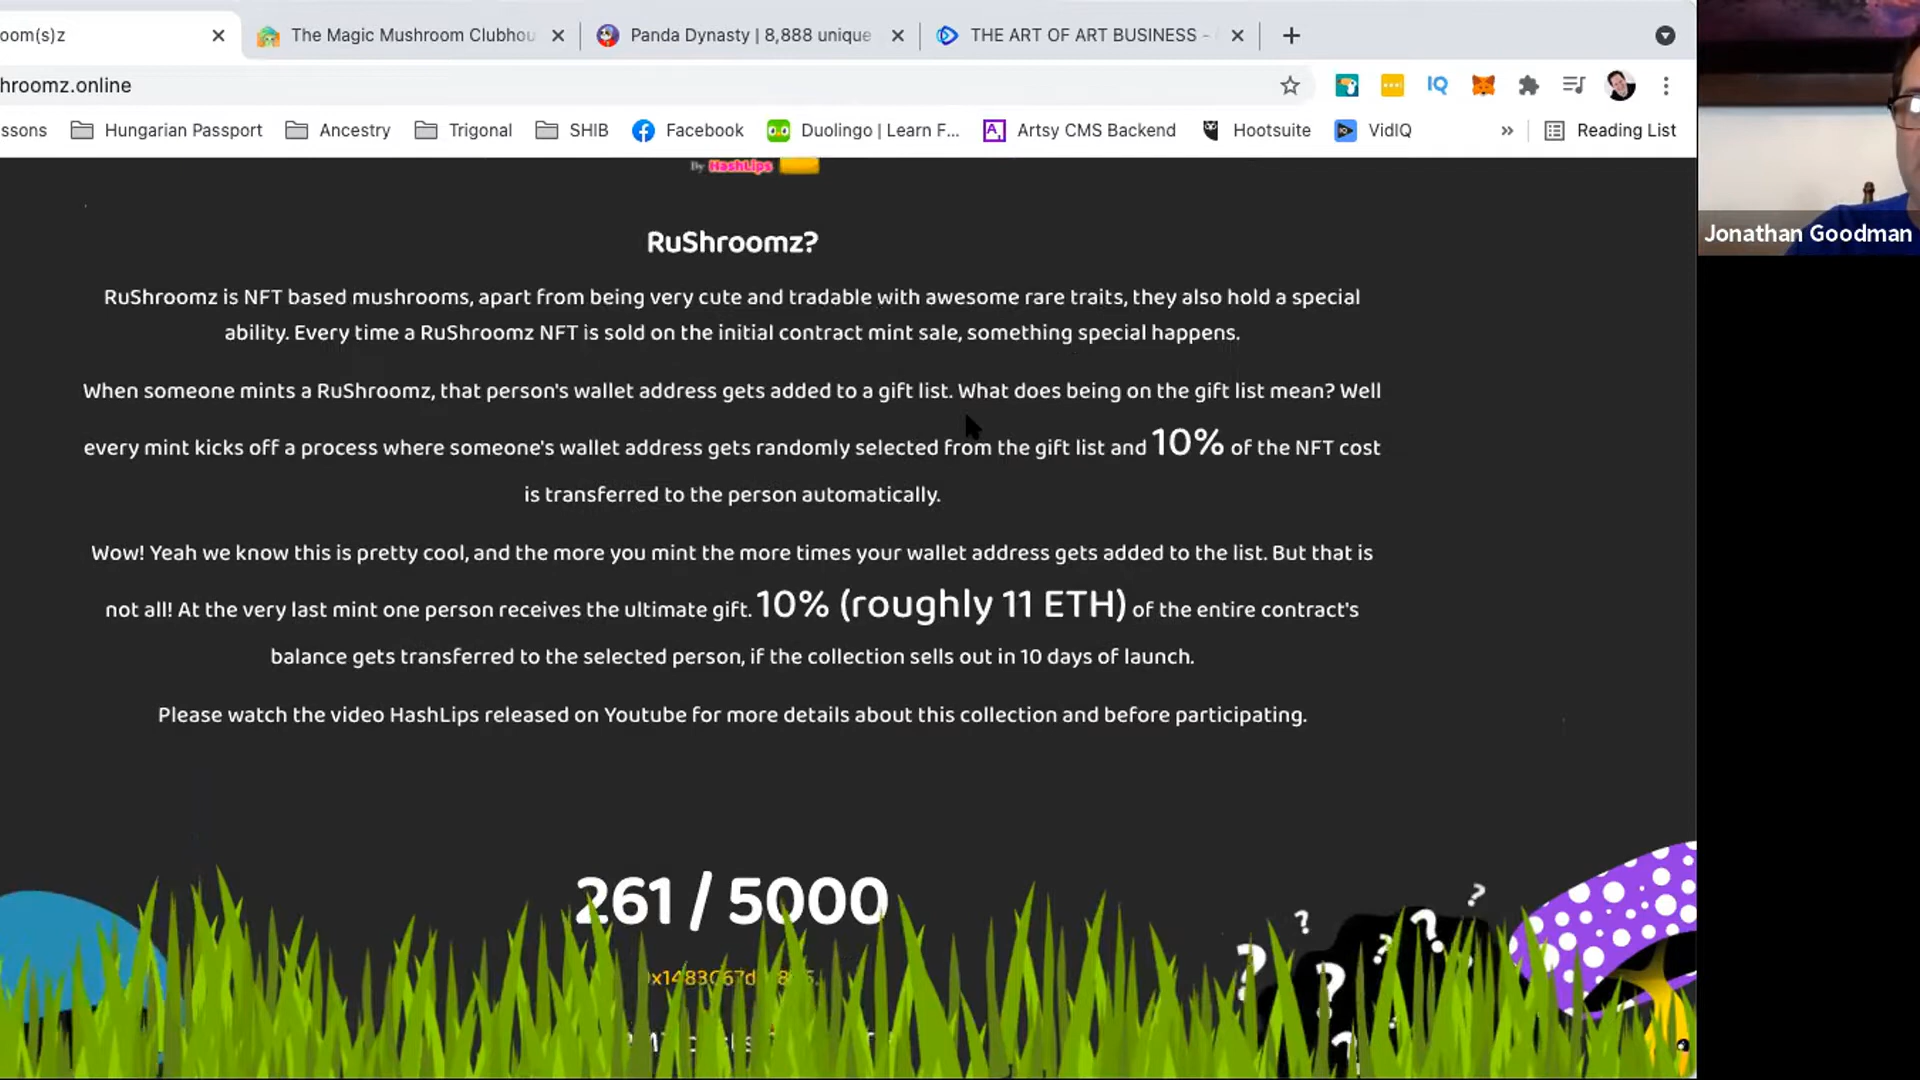 oom(s)z
The Magic Mushroom Clubhou
Panda Dynasty | 8,888 unique
THE ART OF ART BUSINESS -
hroomz.online
IQ
ssons
Hungarian Passport
Ancestry
Trigonal
SHIB
Facebook
Duolingo | Learn F...
Artsy CMS Backend
Hootsuite
VidIQ
»
Reading List
Jonathan Goodman
By HashLips
RuShroomz?
RuShroomz is NFT based mushrooms, apart from being very cute and tradable with awesome rare traits, they also hold a special
ability. Every time a RuShroomz NFT is sold on the initial contract mint sale, something special happens.
When someone mints a RuShroomz, that person's wallet address gets added to a gift list. What does being on the gift list mean? Well
every mint kicks off a process where someone's wallet address gets randomly selected from the gift list and 10% of the NFT cost
is transferred to the person automatically.
Wow! Yeah we know this is pretty cool, and the more you mint the more times your wallet address gets added to the list. But that is
not all! At the very last mint one person receives the ultimate gift. 10% (roughly 11 ETH) of the entire contract's
balance gets transferred to the selected person, if the collection sells out in 10 days of launch.
Please watch the video HashLips released on Youtube for more details about this collection and before participating.
261 / 5000
? ? ? ? ? ? ? ?